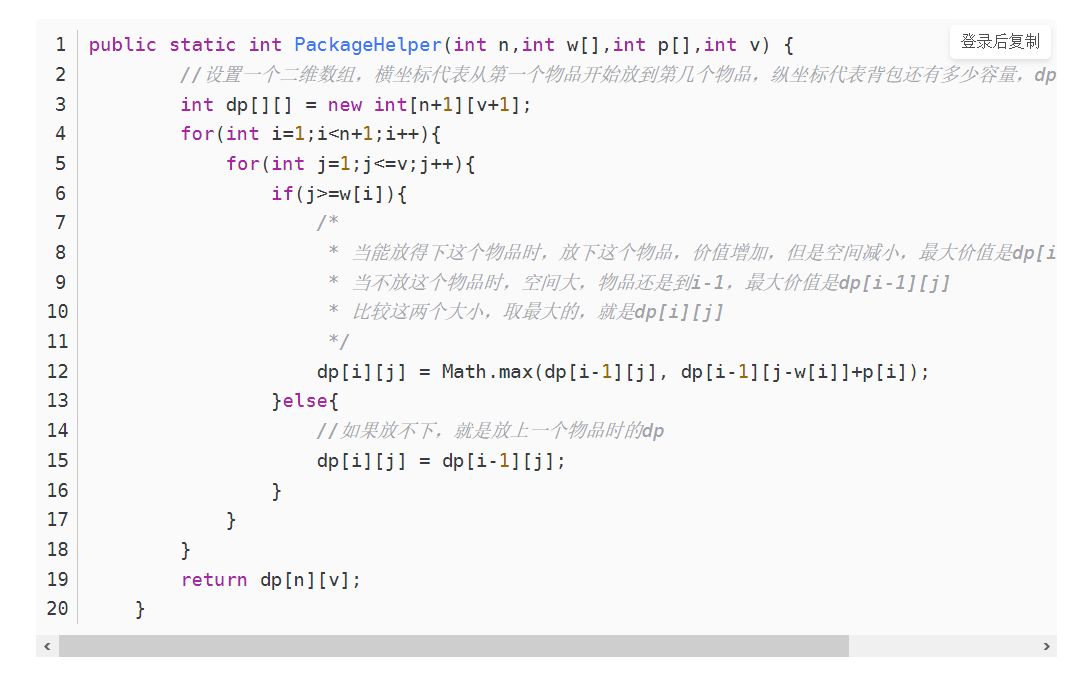 登录后复制
1 public static int PackageHelper(int n,int w[],int p[],int v) {
2         //设置一个二维数组，横坐标代表从第一个物品开始放到第几个物品，纵坐标代表背包还有多少容量，dp
3         int dp[][] = new int[n+1][v+1];
4         for(int i=1;i<n+1;i++){
5             for(int j=1;j<=v;j++){
6                 if(j>=w[i]){
7                     /*
8                      * 当能放得下这个物品时，放下这个物品，价值增加，但是空间减小，最大价值是dp[i
9                      * 当不放这个物品时，空间大，物品还是到i-1，最大价值是dp[i-1][j]
10                      * 比较这两个大小，取最大的，就是dp[i][j]
11                      */
12                     dp[i][j] = Math.max(dp[i-1][j], dp[i-1][j-w[i]]+p[i]);
13                 }else{
14                     //如果放不下，就是放上一个物品时的dp
15                     dp[i][j] = dp[i-1][j];
16                 }
17             }
18         }
19         return dp[n][v];
20     }